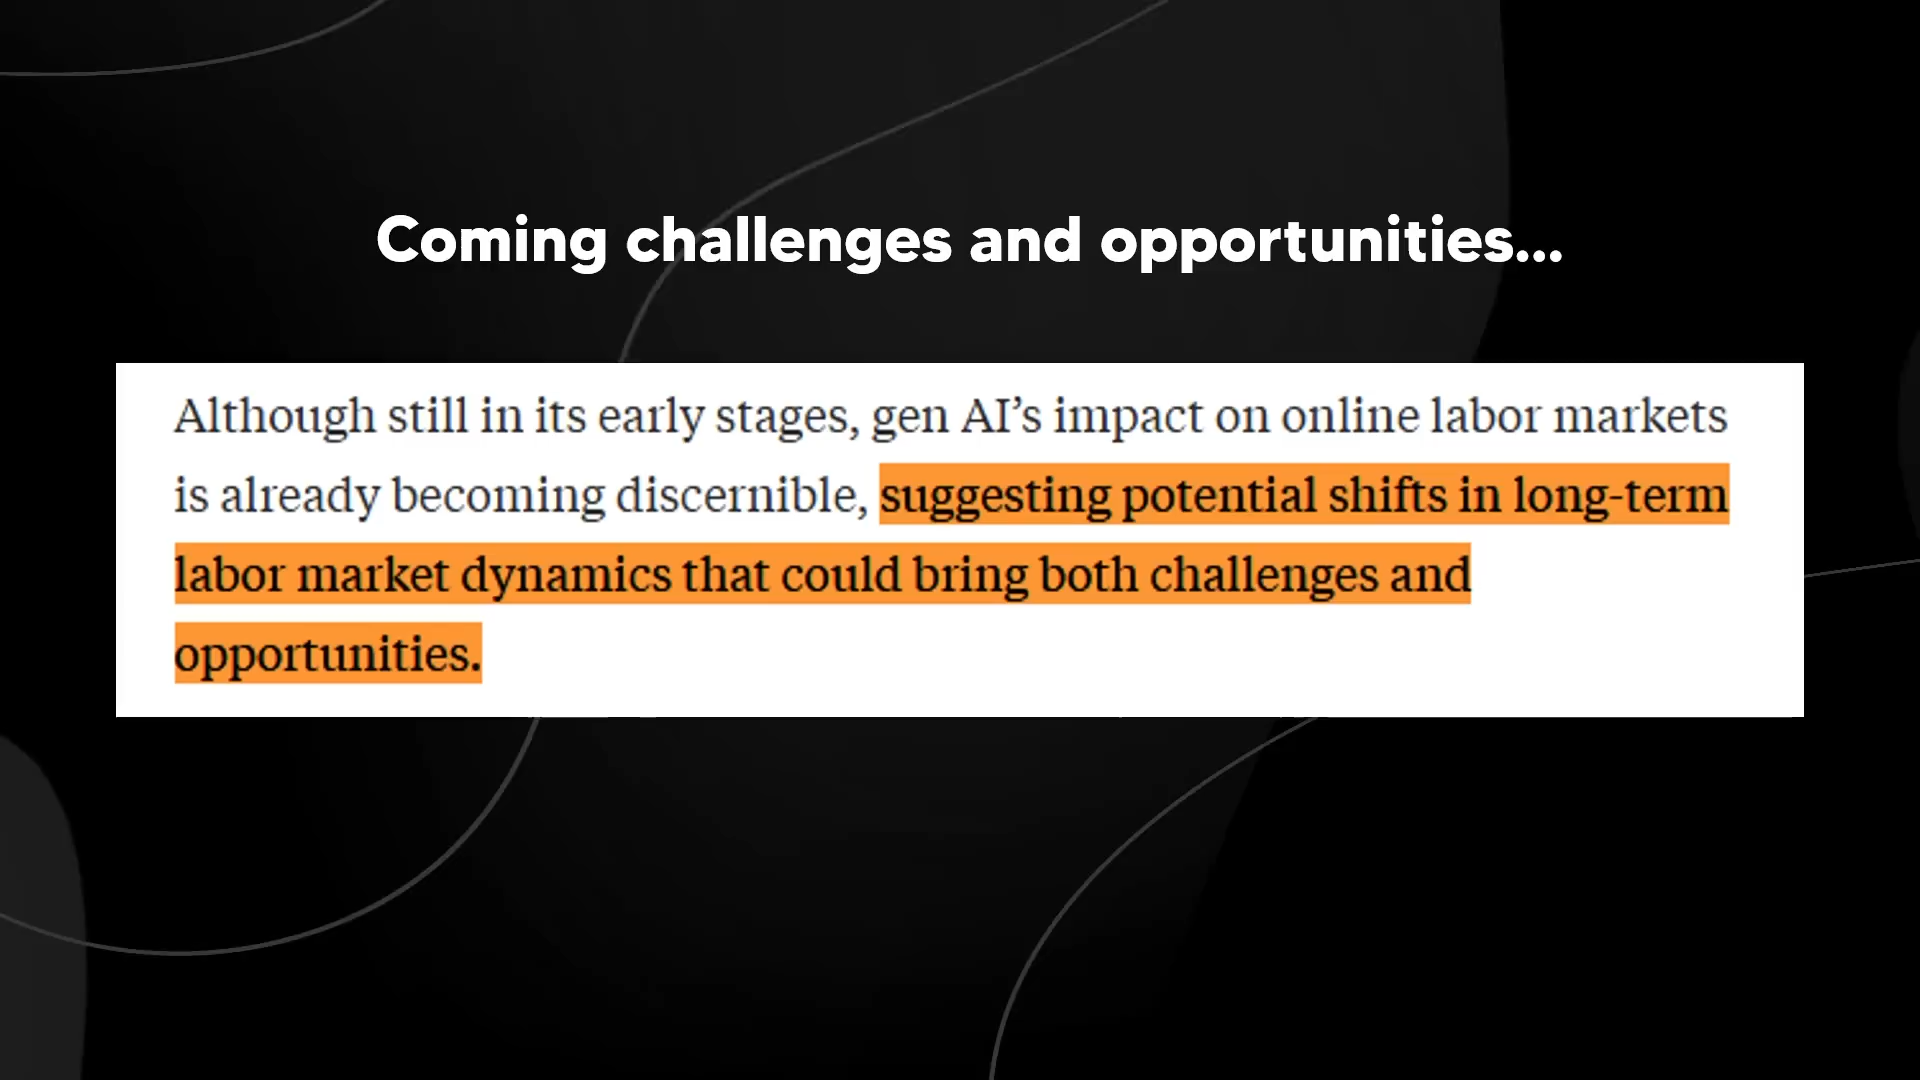 Coming challenges and opportunities...
Although still in its early stages, gen AI’s impact on online labor markets
is already becoming discernible, suggesting potential shifts in long-term
labor market dynamics that could bring both challenges and
opportunities.